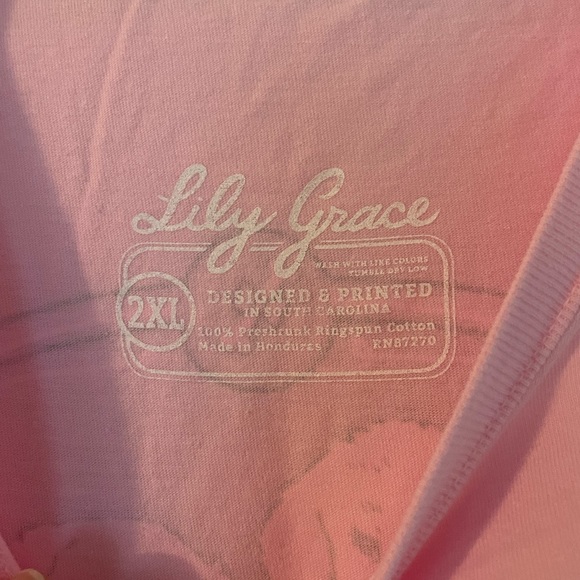 Lily Grace
WASH WITH LIKE COLORS
TUMBLE DRY LOW
2XL
DESIGNED & PRINTED
IN SOUTH CAROLINA
100% Preshrunk Ringspun Cotton
Made in Honduras RN87270